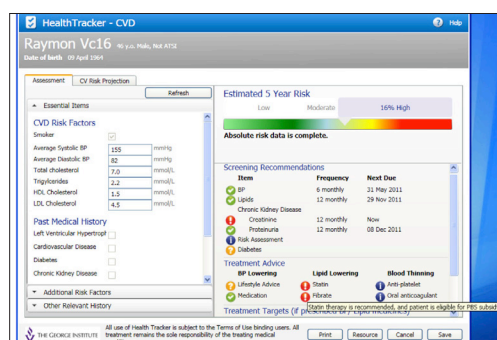 HealthTracker - CVD
Help
Raymon Vc16 46 y.o. Male, Not ATSI
Date of birth 09 April 1964
Assessment CV Risk Projection
Refresh
Essential Items
CVD Risk Factors
Smoker
Average Systolic BP 155 mmHg
Average Diastolic BP 82 mmHg
Total cholesterol 7.0 mmol/L
Triglycerides 2.2 mmol/L
HDL Cholesterol 1.5 mmol/L
LDL Cholesterol 4.5 mmol/L
Past Medical History
Left Ventricular Hypertroph
Cardiovascular Disease
Diabetes
Chronic Kidney Disease
Additional Risk Factors
Other Relevant History
Estimated 5 Year Risk
Low Moderate 16% High
Absolute risk data is complete.
Screening Recommendations
Item Frequency Next Due
BP 6 monthly 31 May 2011
Lipids 12 monthly 29 Nov 2011
Chronic Kidney Disease
Creatinine 12 monthly Now
Proteinuria 12 monthly 08 Dec 2011
Risk Assessment
Diabetes
Treatment Advice
BP Lowering Lipid Lowering Blood Thinning
Lifestyle Advice Statin Anti-platelet
Medication Fibrate Oral anticoagulant
Statin therapy is recommended, and patient is eligible for PBS subsid
Treatment Targets (if
THE GEORGE INSTITUTE
All use of Health Tracker is subject to the Terms of Use binding users. All
treatment remains the sole responsibility of the treating medical
Print Resource Cancel Save